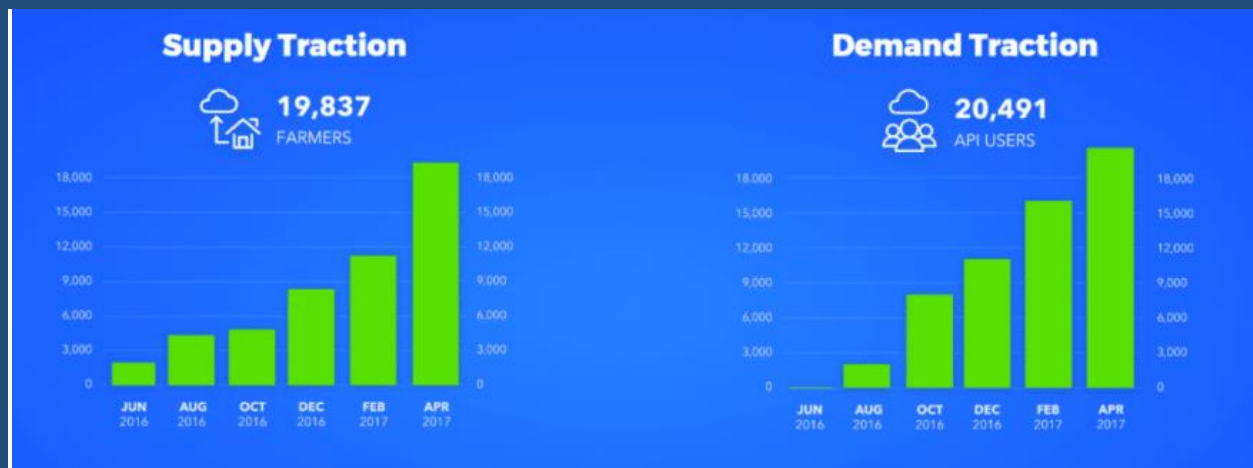 Supply Traction
19,837
FARMERS
18,000 18,000
15,000 15,000
12,000 12,000
9,000 9,000
6,000 6,000
3,000 3,000
0 0
JUN AUG OCT DEC FEB APR
2016 2016 2016 2016 2017 2017
Demand Traction
20,491
API USERS
18.000 18,000
15,000 15,000
12,000 12,000
9,000 9,000
6,000 6,000
3,000 3,000
0 0
JUN AUG OCT DEC FEB APR
2016 2016 2016 2016 2017 2017